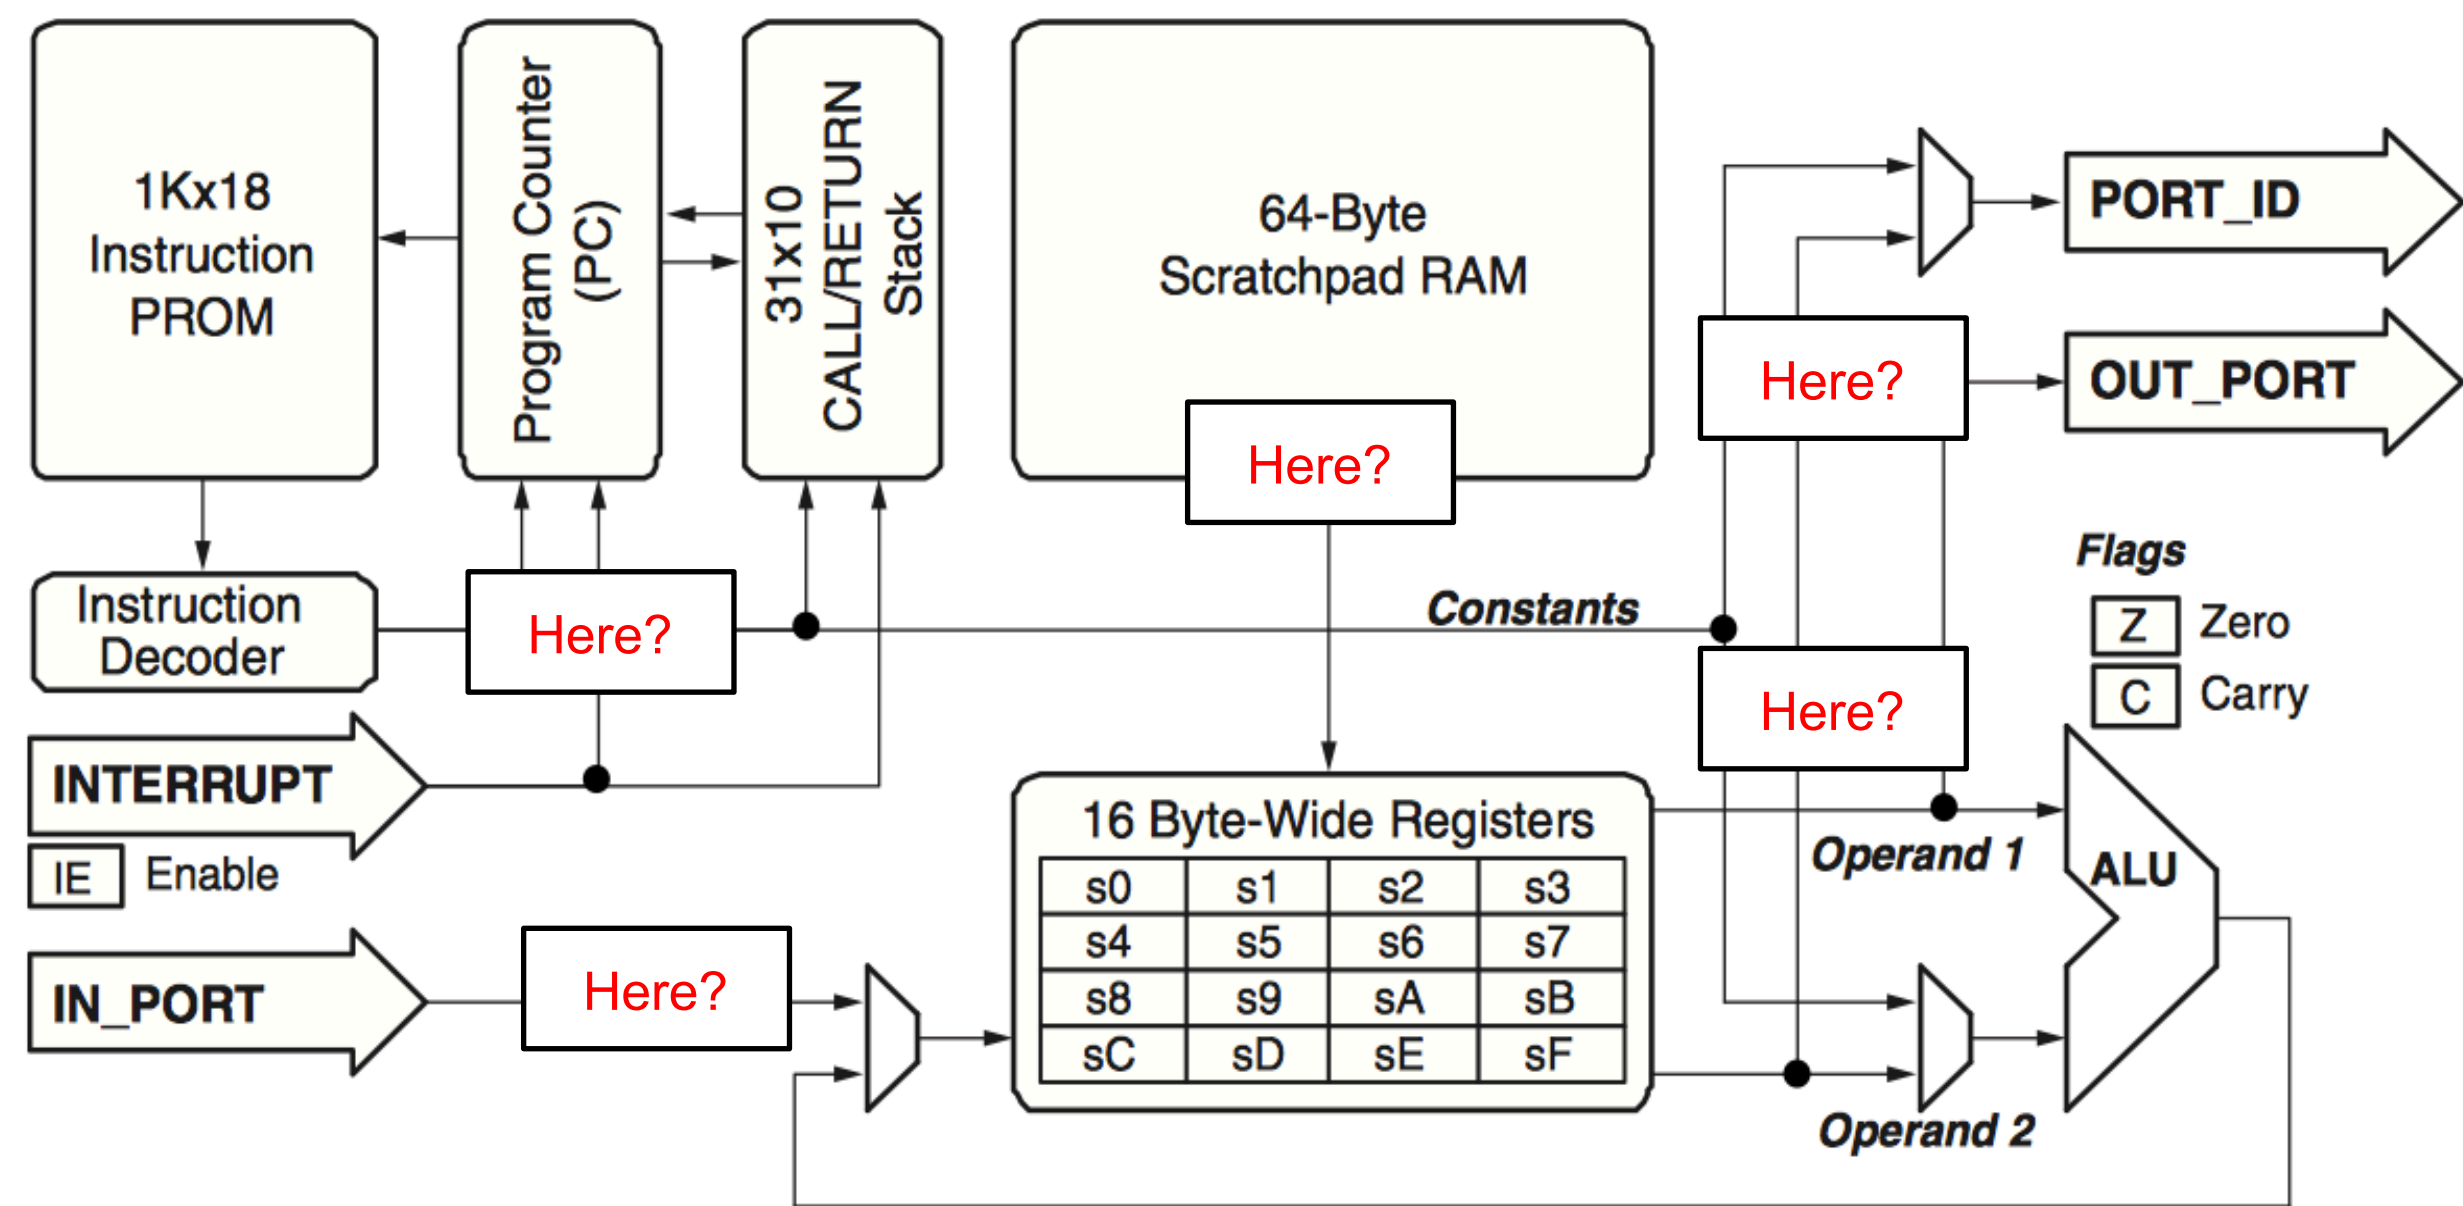 1Kx18
Instruction
PROM
Program Counter
(PC)
31x10
CALL/RETURN
Stack
64-Byte
Scratchpad RAM
PORT_ID
Here?
OUT_PORT
Here?
Flags
Z Zero
C Carry
Instruction
Decoder
Here?
Constants
Here?
INTERRUPT
IE Enable
16 Byte-Wide Registers
s0 s1 s2 s3
s4 s5 s6 s7
s8 s9 sA sB
sC sD sE sF
Operand 1
ALU
IN_PORT
Here?
Operand 2